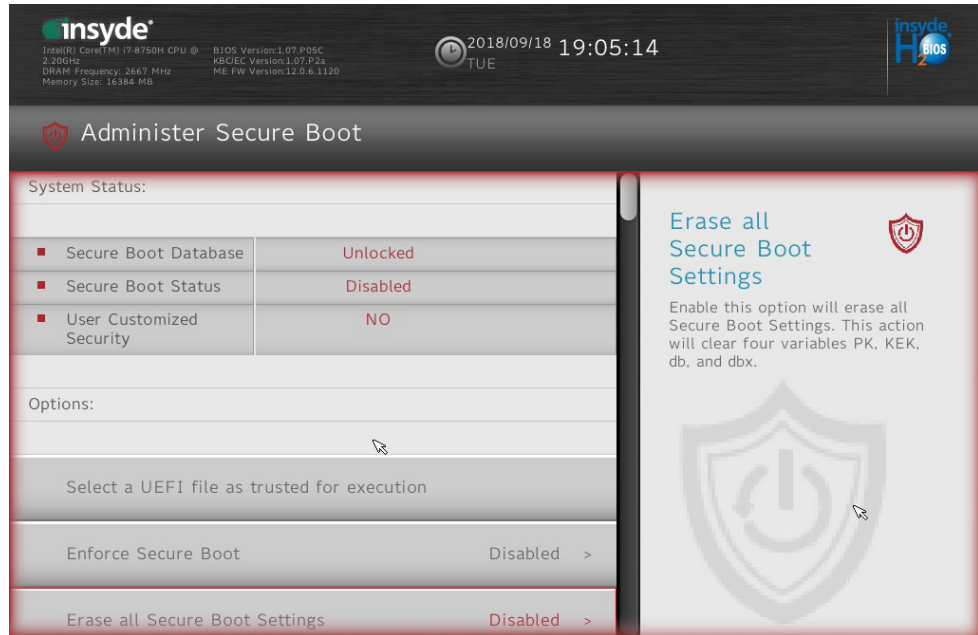 insyde
Intel(R) Core(TM) i7-8750H CPU @
2.20GHz
DRAM Frequency: 2667 MHz
Memory Size: 16384 MB
BIOS Version:1.07.P05C
KBC/EC Version:1.07.P2a
ME FW Version:12.0.6.1120
2018/09/18 19:05:14
TUE
insyde
H2BIOS
Administer Secure Boot
System Status:
Secure Boot Database Unlocked
Secure Boot Status Disabled
User Customized NO
Security
Options:
Select a UEFI file as trusted for execution
Enforce Secure Boot Disabled >
Erase all Secure Boot Settings Disabled >
Erase all
Secure Boot
Settings
Enable this option will erase all
Secure Boot Settings. This action
will clear four variables PK, KEK,
db, and dbx.